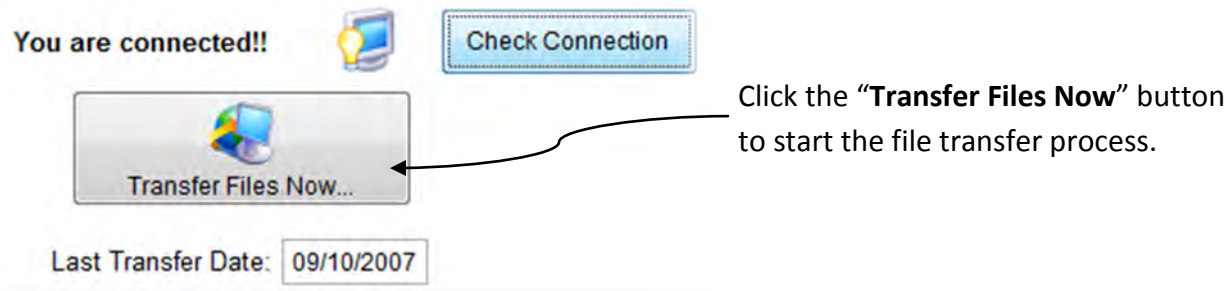 You are connected!!
Check Connection
Click the “Transfer Files Now” button
to start the file transfer process.
Transfer Files Now...
Last Transfer Date: 09/10/2007